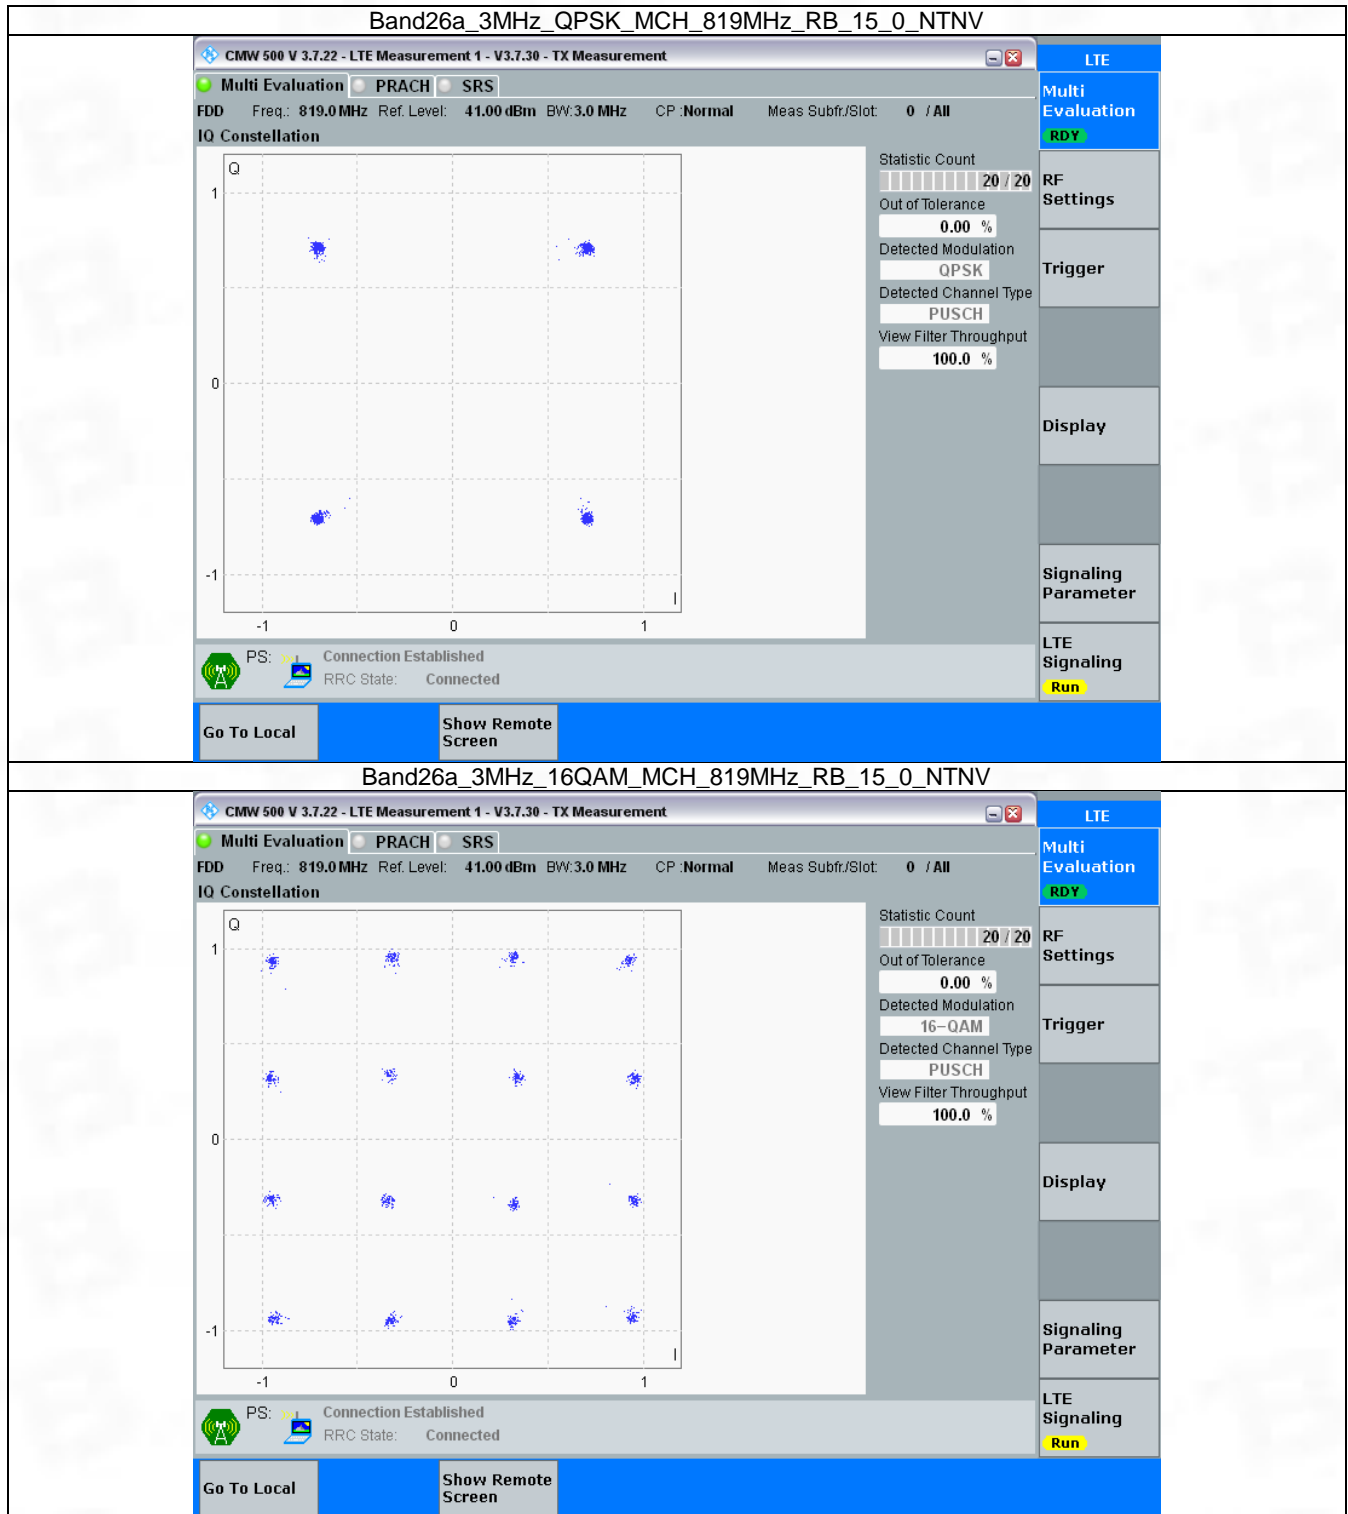 Band26a_3MHz_QPSK_MCH_819MHz_RB_15_0_NTNV
CMW 500 V 3.7.22 - LTE Measurement 1 - V3.7.30 - TX Measurement
LTE
Multi Evaluation PRACH SRS
Multi
Evaluation
RDY
FDD Freq.: 819.0 MHz Ref. Level: 41.00 dBm BW: 3.0 MHz CP :Normal Meas Subfr./Slot: 0 / All
IQ Constellation
Q
1
0
-1
-1 0 1
I
Statistic Count
20 / 20
Out of Tolerance
0.00 %
Detected Modulation
QPSK
Detected Channel Type
PUSCH
View Filter Throughput
100.0 %
RF
Settings
Trigger
Display
Signaling
Parameter
LTE
Signaling
Run
PS: Connection Established
RRC State: Connected
Go To Local
Show Remote
Screen
Band26a_3MHz_16QAM_MCH_819MHz_RB_15_0_NTNV
CMW 500 V 3.7.22 - LTE Measurement 1 - V3.7.30 - TX Measurement
LTE
Multi Evaluation PRACH SRS
Multi
Evaluation
RDY
FDD Freq.: 819.0 MHz Ref. Level: 41.00 dBm BW: 3.0 MHz CP :Normal Meas Subfr./Slot: 0 / All
IQ Constellation
Q
1
0
-1
-1 0 1
I
Statistic Count
20 / 20
Out of Tolerance
0.00 %
Detected Modulation
16-QAM
Detected Channel Type
PUSCH
View Filter Throughput
100.0 %
RF
Settings
Trigger
Display
Signaling
Parameter
LTE
Signaling
Run
PS: Connection Established
RRC State: Connected
Go To Local
Show Remote
Screen